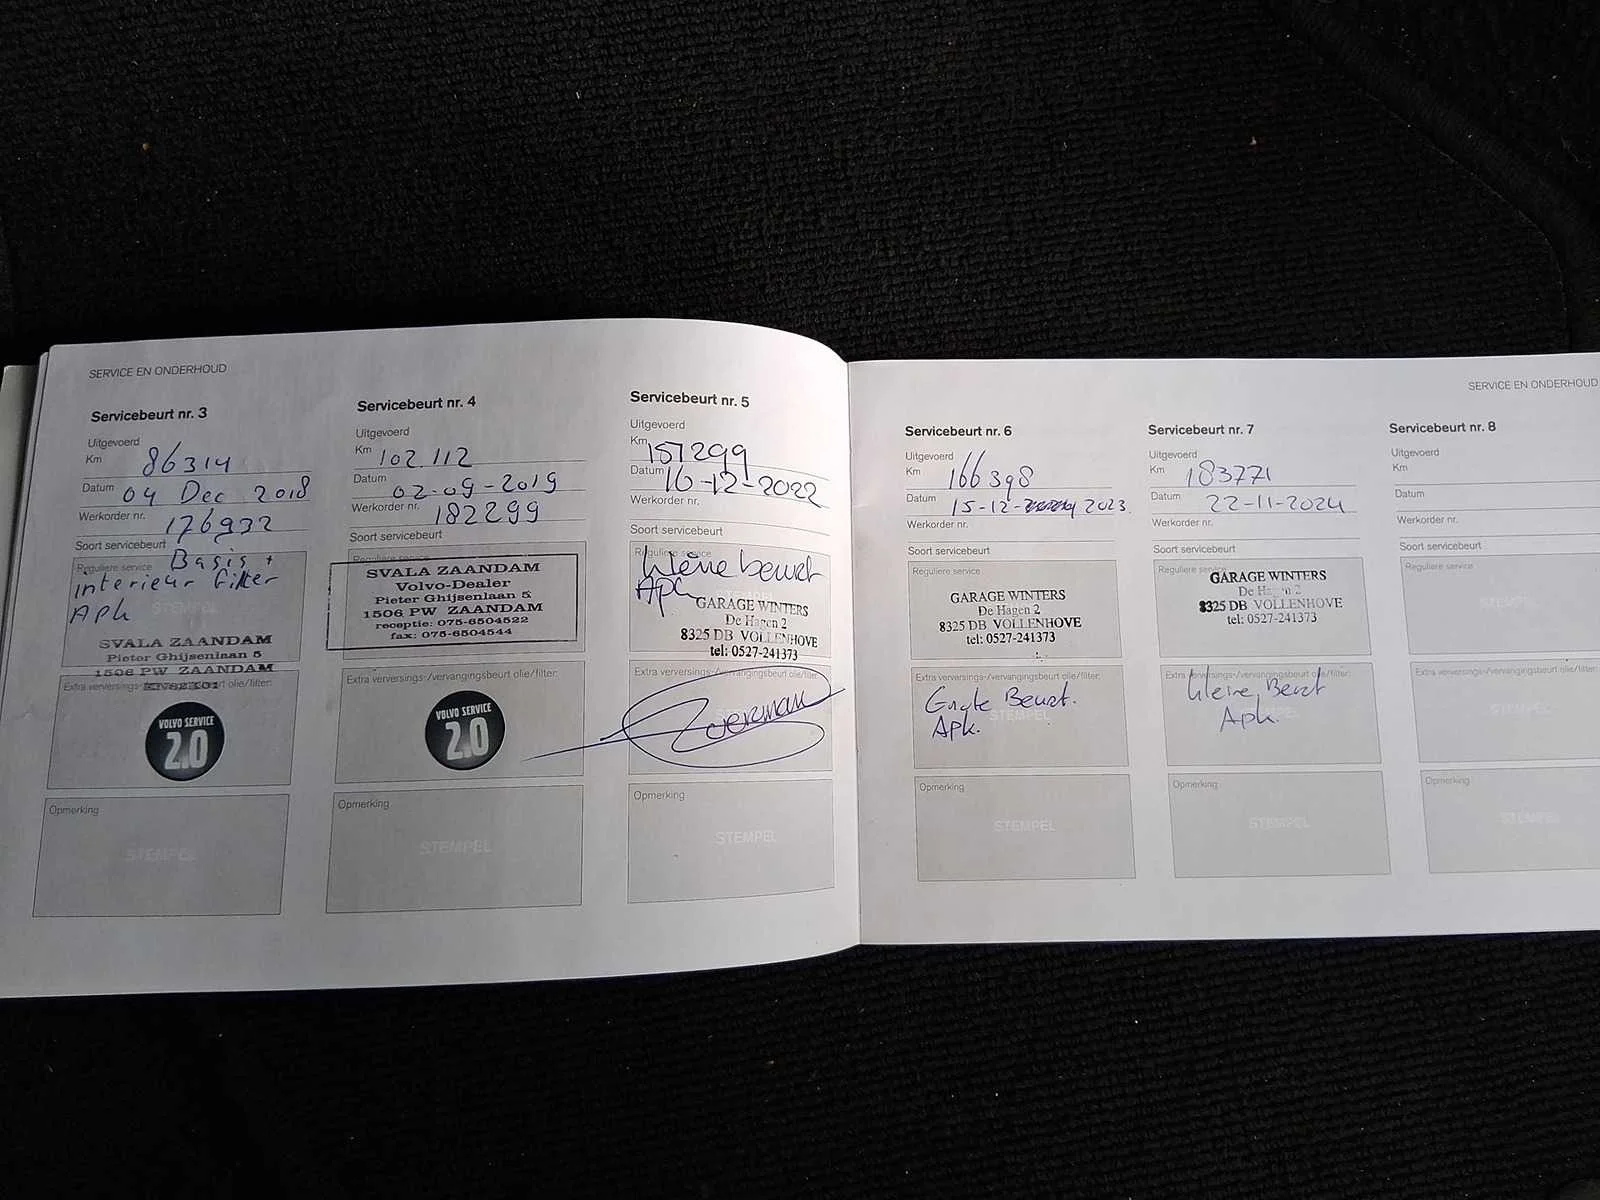 SERVICE EN ONDERHOUD
Servicebeurt nr. 3
Uitgevoerd
Km 86314
Datum 04 Dec 2018
Werkorder nr. 176932
Soort servicebeurt
Reguliere service Basis +
interieur filter
Apk
STEMPEL
SVALA ZAANDAM
Pieter Ghijsenlaan 5
1506 PW ZAANDAM
Extra verversings- olie/filter:
VOLVO SERVICE
2.0
Opmerking
STEMPEL
Servicebeurt nr. 4
Uitgevoerd
Km 102.112
Datum 02-09-2019
Werkorder nr. 182299
Soort servicebeurt
Reguliere service
SVALA ZAANDAM
Volvo-Dealer
Pieter Ghijsenlaan 5
1506 PW ZAANDAM
receptie: 075-6504522
fax: 075-6504544
Extra verversings-/vervangingsbeurt olie/filter:
VOLVO SERVICE
2.0
Opmerking
STEMPEL
Servicebeurt nr. 5
Uitgevoerd
Km 157299
Datum 16-12-2022
Werkorder nr.
Soort servicebeurt
Reguliere service
Kleine beurt
Apk
GARAGE WINTERS
De Hagen 2
8325 DB VOLLENHOVE
tel: 0527-241373
Extra verversings-/vervangingsbeurt olie/filter:
Opmerking
STEMPEL
SERVICE EN ONDERHOUD
Servicebeurt nr. 6
Uitgevoerd
Km 166398
Datum 15-12- 2023
Werkorder nr.
Soort servicebeurt
Reguliere service
GARAGE WINTERS
De Hagen 2
8325 DB VOLLENHOVE
tel: 0527-241373
Extra verversings-/vervangingsbeurt olie/filter:
Grote Beurt.
STEMPEL
Apk.
Opmerking
STEMPEL
Servicebeurt nr. 7
Uitgevoerd
Km 183771
Datum 22-11-2024
Werkorder nr.
Soort servicebeurt
Reguliere service
GARAGE WINTERS
De Hagen 2
8325 DB VOLLENHOVE
tel: 0527-241373
Extra verversings-/vervangingsbeurt olie/filter:
Kleine Beurt
STEMPEL
Apk.
Opmerking
STEMPEL
Servicebeurt nr. 8
Uitgevoerd
Km
Datum
Werkorder nr.
Soort servicebeurt
Reguliere service
STEMPEL
Extra verversings-/vervangingsbeurt olie/filter:
STEMPEL
Opmerking
STEMPEL